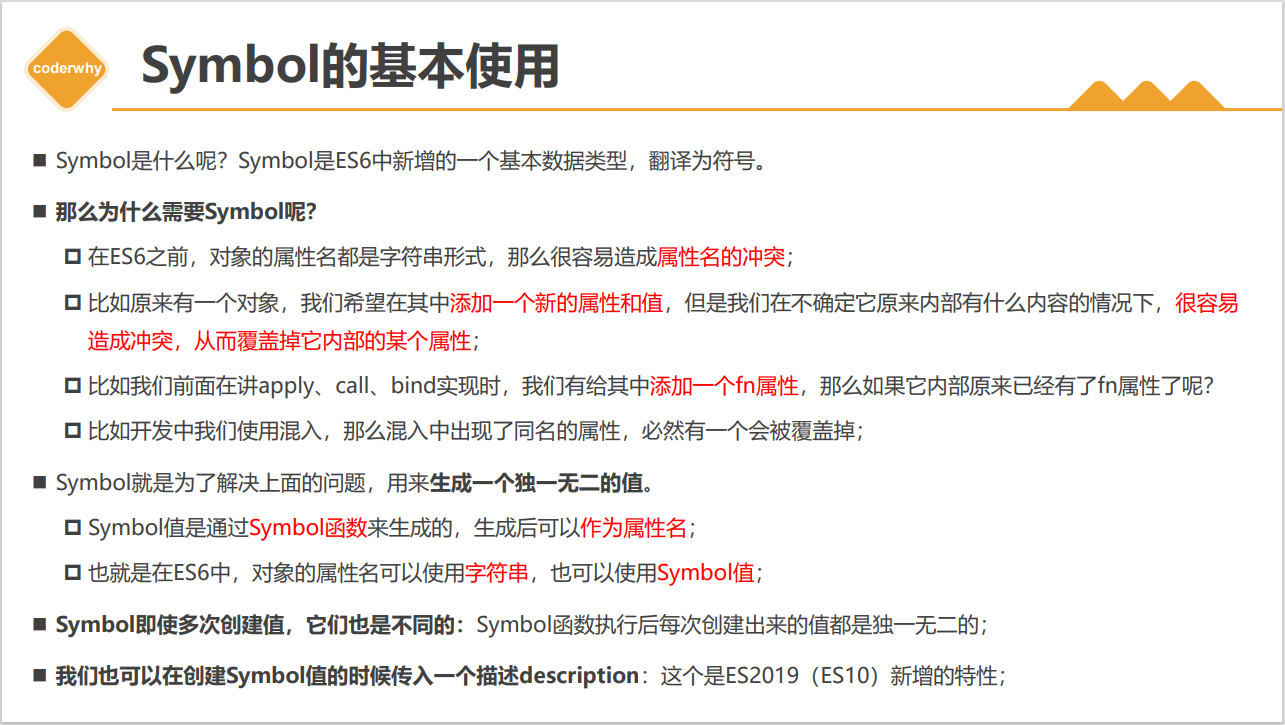 coderwhy
Symbol的基本使用
Symbol是什么呢？Symbol是ES6中新增的一个基本数据类型，翻译为符号。
那么为什么需要Symbol呢？
在ES6之前，对象的属性名都是字符串形式，那么很容易造成属性名的冲突；
比如原来有一个对象，我们希望在其中添加一个新的属性和值，但是我们在不确定它原来内部有什么内容的情况下，很容易
造成冲突，从而覆盖掉它内部的某个属性；
比如我们前面在讲apply、call、bind实现时，我们有给其中添加一个fn属性，那么如果它内部原来已经有了fn属性了呢？
比如开发中我们使用混入，那么混入中出现了同名的属性，必然有一个会被覆盖掉；
Symbol就是为了解决上面的问题，用来生成一个独一无二的值。
Symbol值是通过Symbol函数来生成的，生成后可以作为属性名；
也就是在ES6中，对象的属性名可以使用字符串，也可以使用Symbol值；
Symbol即使多次创建值，它们也是不同的：Symbol函数执行后每次创建出来的值都是独一无二的；
我们也可以在创建Symbol值的时候传入一个描述description：这个是ES2019（ES10）新增的特性；